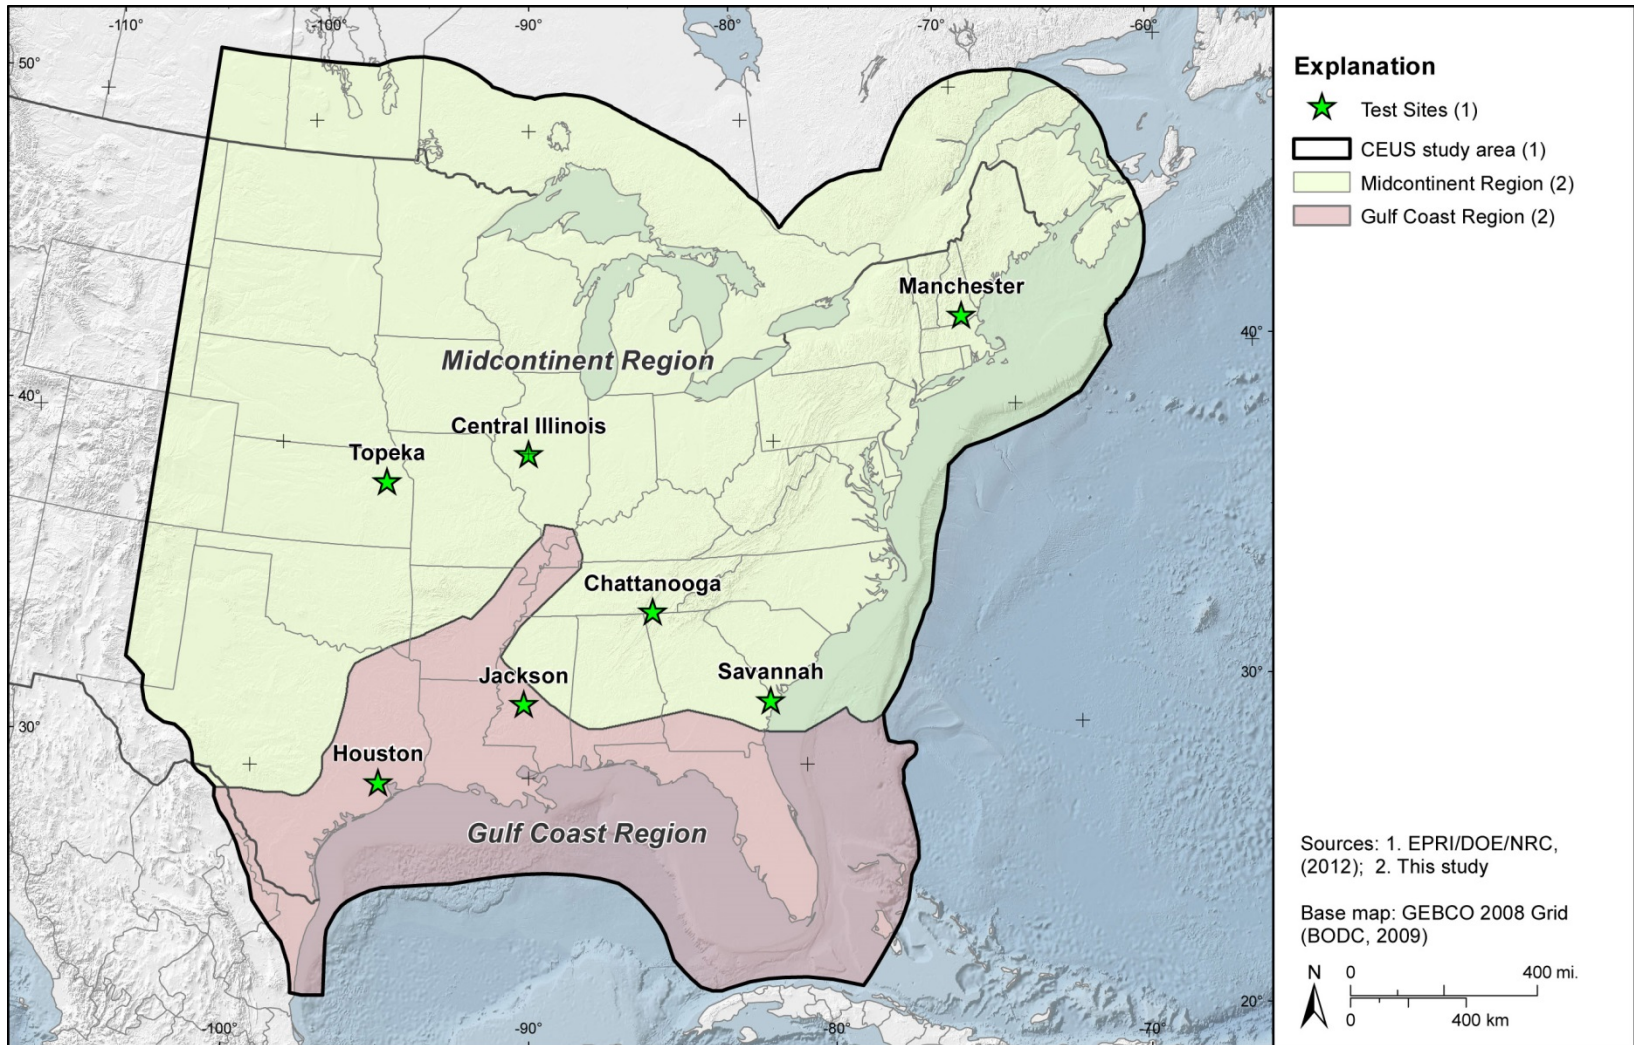 -110° -100° -90° -80° -70° -60°
50°
40°
40°
30°
30°
20°
-100° -90° -80° -70°
Manchester
Midcontinent Region
Central Illinois
Topeka
Chattanooga
Jackson
Savannah
Houston
Gulf Coast Region
Explanation
Test Sites (1)
CEUS study area (1)
Midcontinent Region (2)
Gulf Coast Region (2)
Sources: 1. EPRI/DOE/NRC,
(2012); 2. This study
Base map: GEBCO 2008 Grid
(BODC, 2009)
N
0 400 mi.
0 400 km